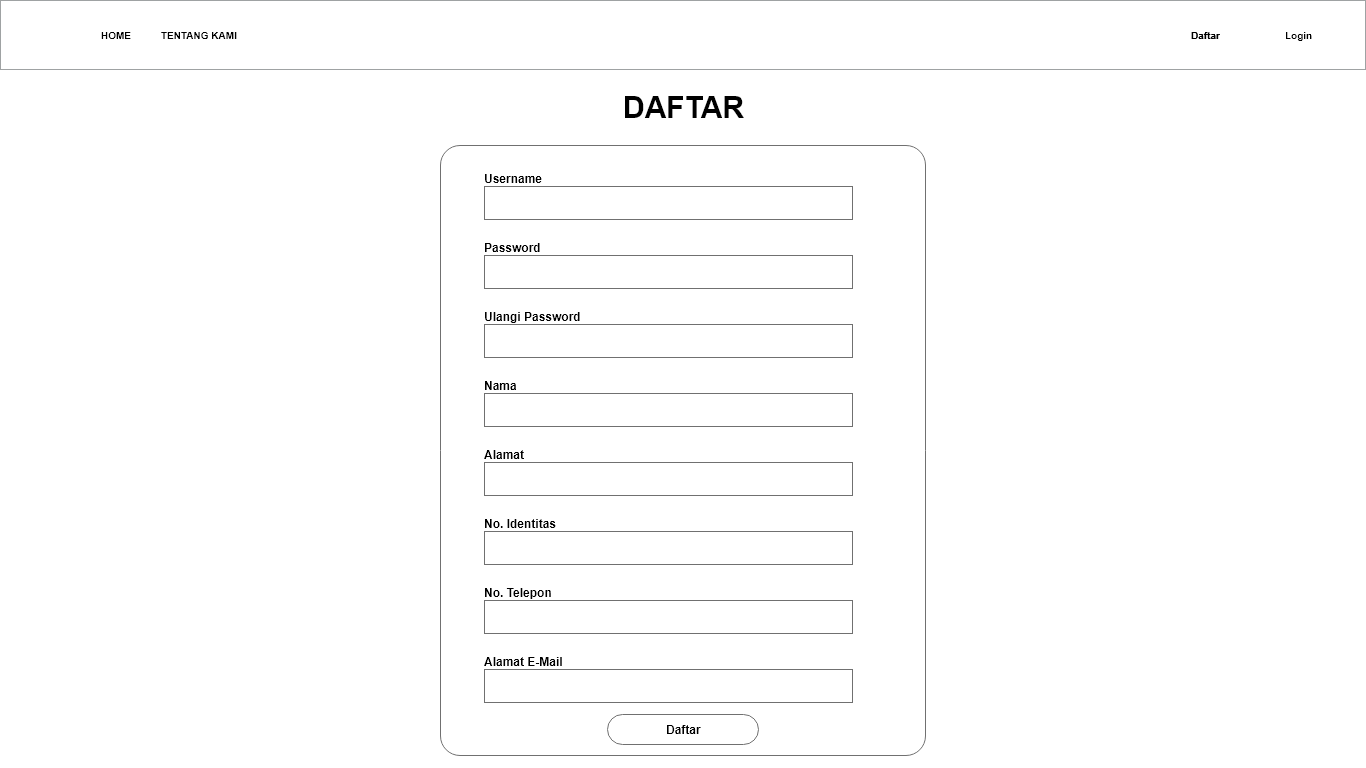 HOME TENTANG KAMI Daftar Login
DAFTAR
Username
Password
Ulangi Password
Nama
Alamat
No. Identitas
No. Telepon
Alamat E-Mail
Daftar